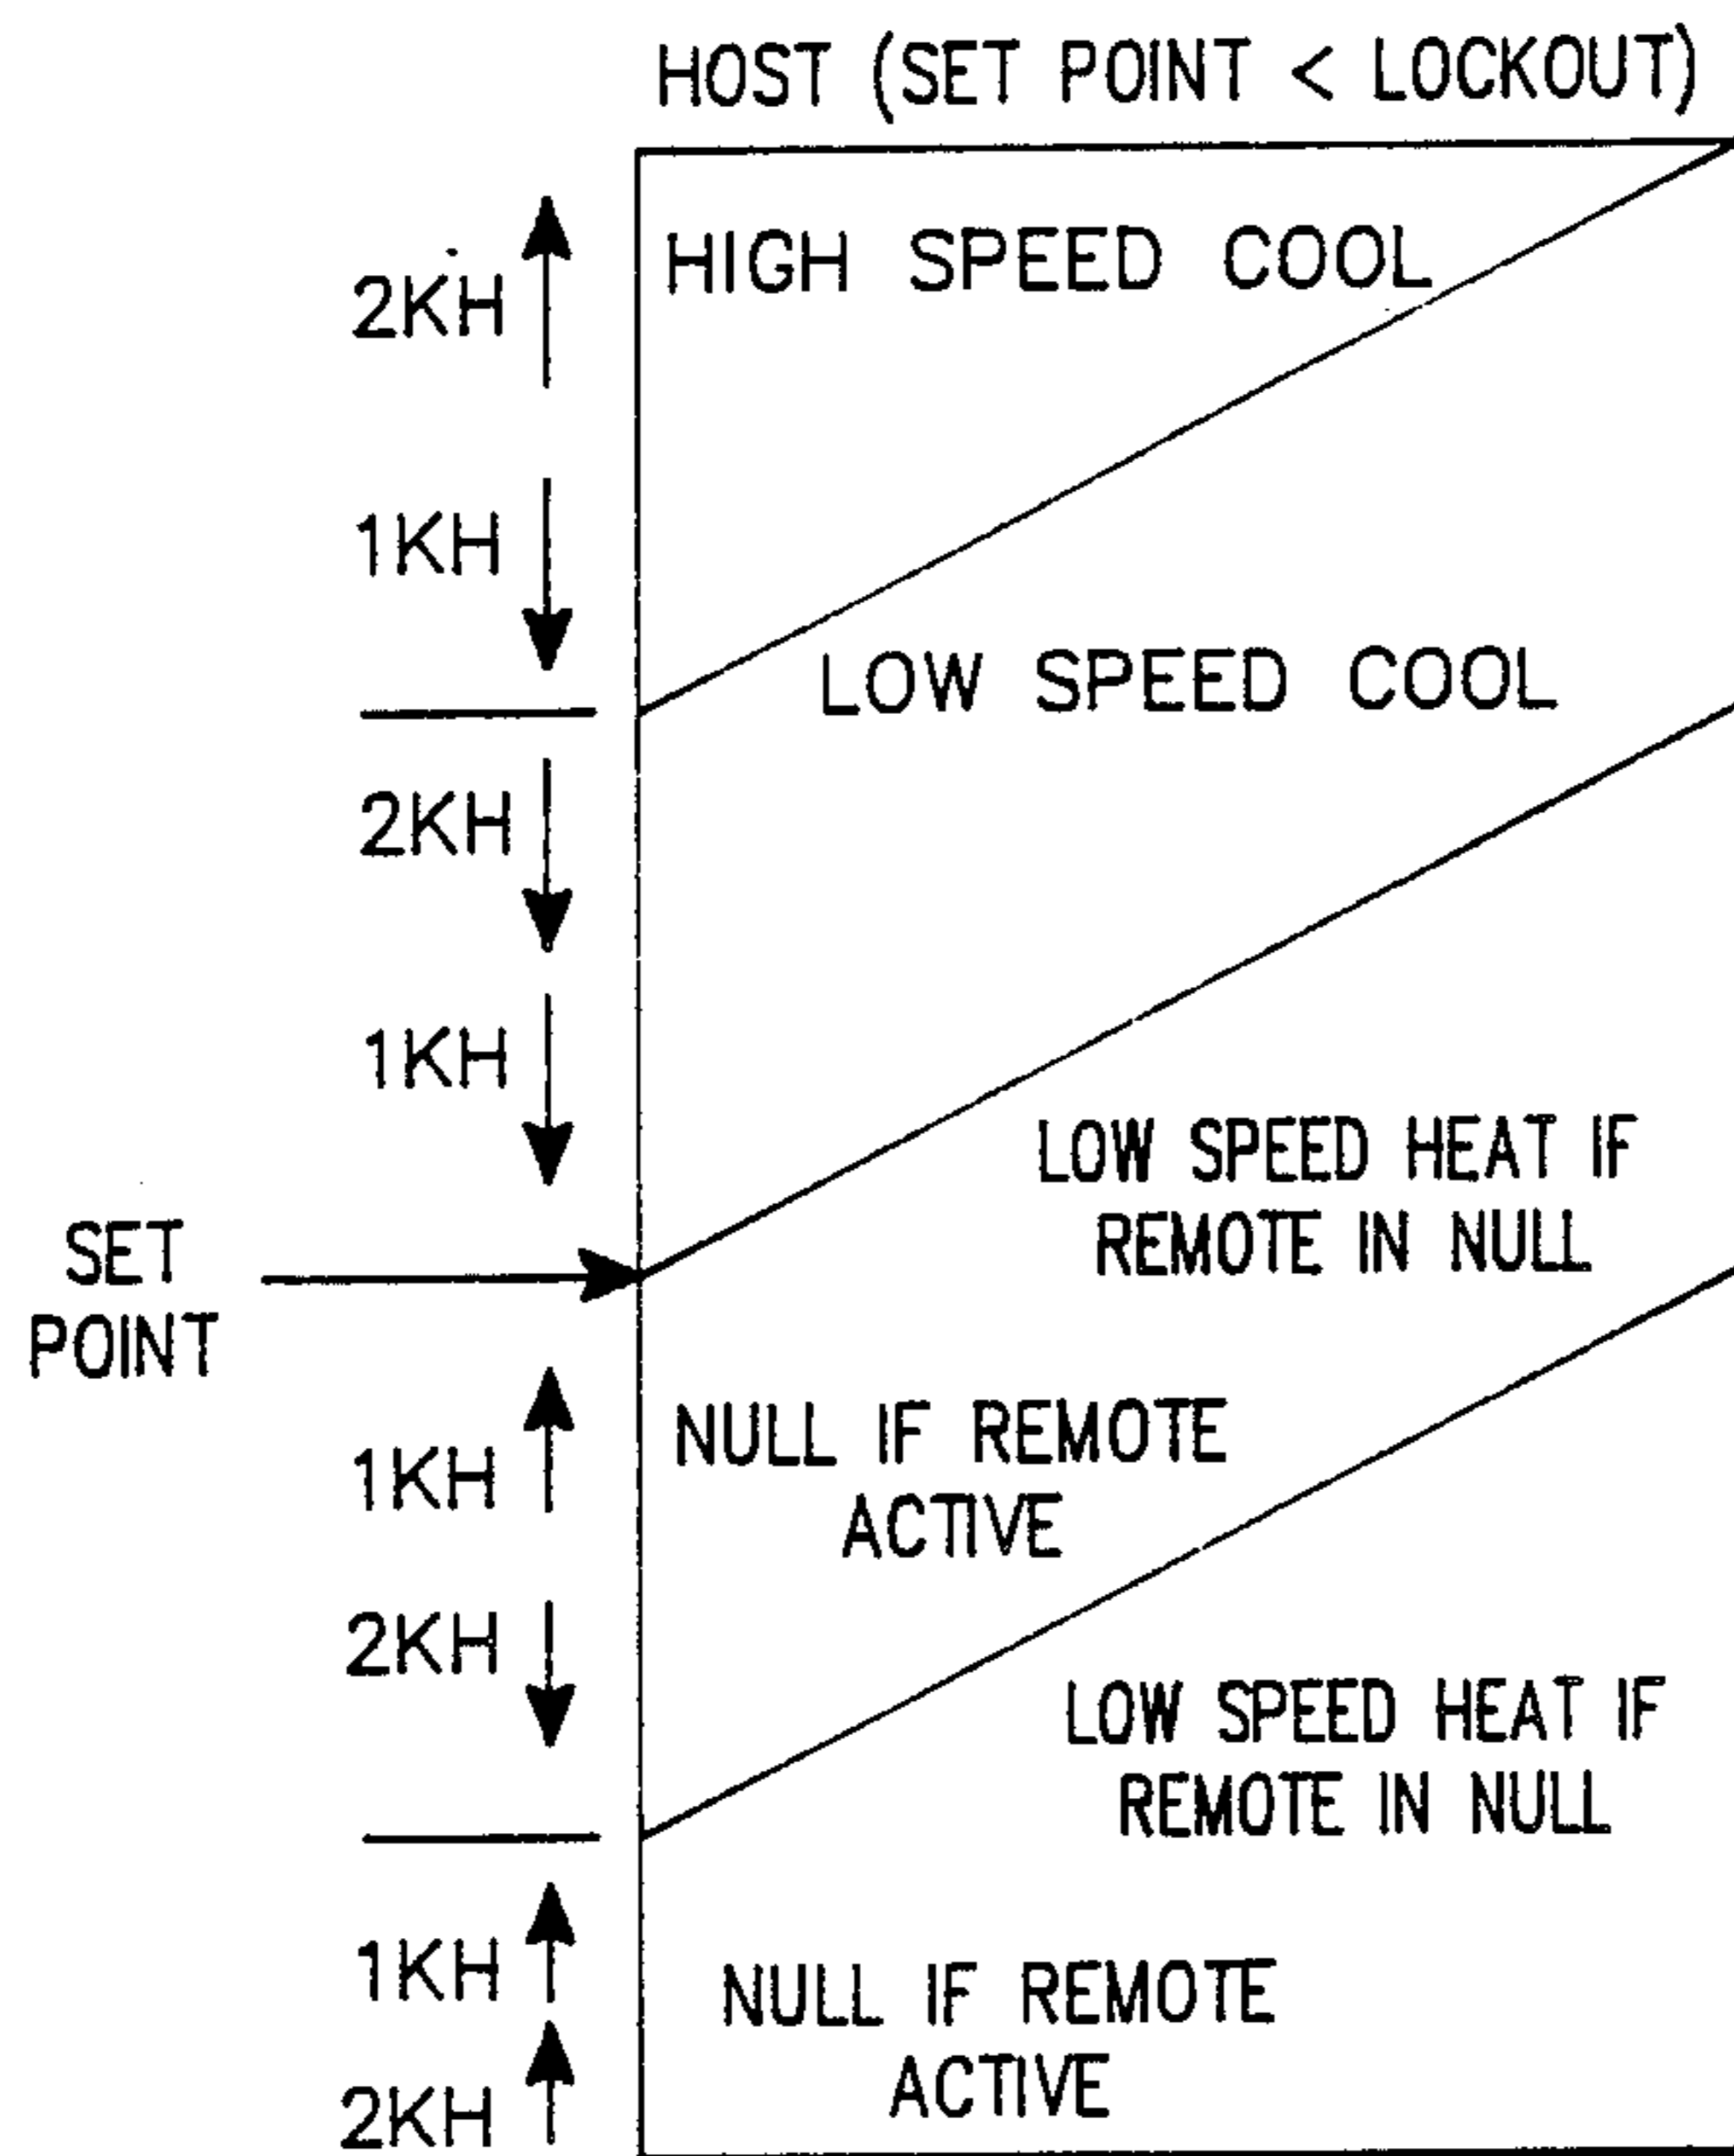 HOST (SET POINT < LOCKOUT)
HIGH SPEED COOL
2KH
1KH
LOW SPEED COOL
2KH
1KH
LOW SPEED HEAT IF
REMOTE IN NULL
SET
POINT
NULL IF REMOTE
ACTIVE
1KH
2KH
LOW SPEED HEAT IF
REMOTE IN NULL
1KH
NULL IF REMOTE
ACTIVE
2KH